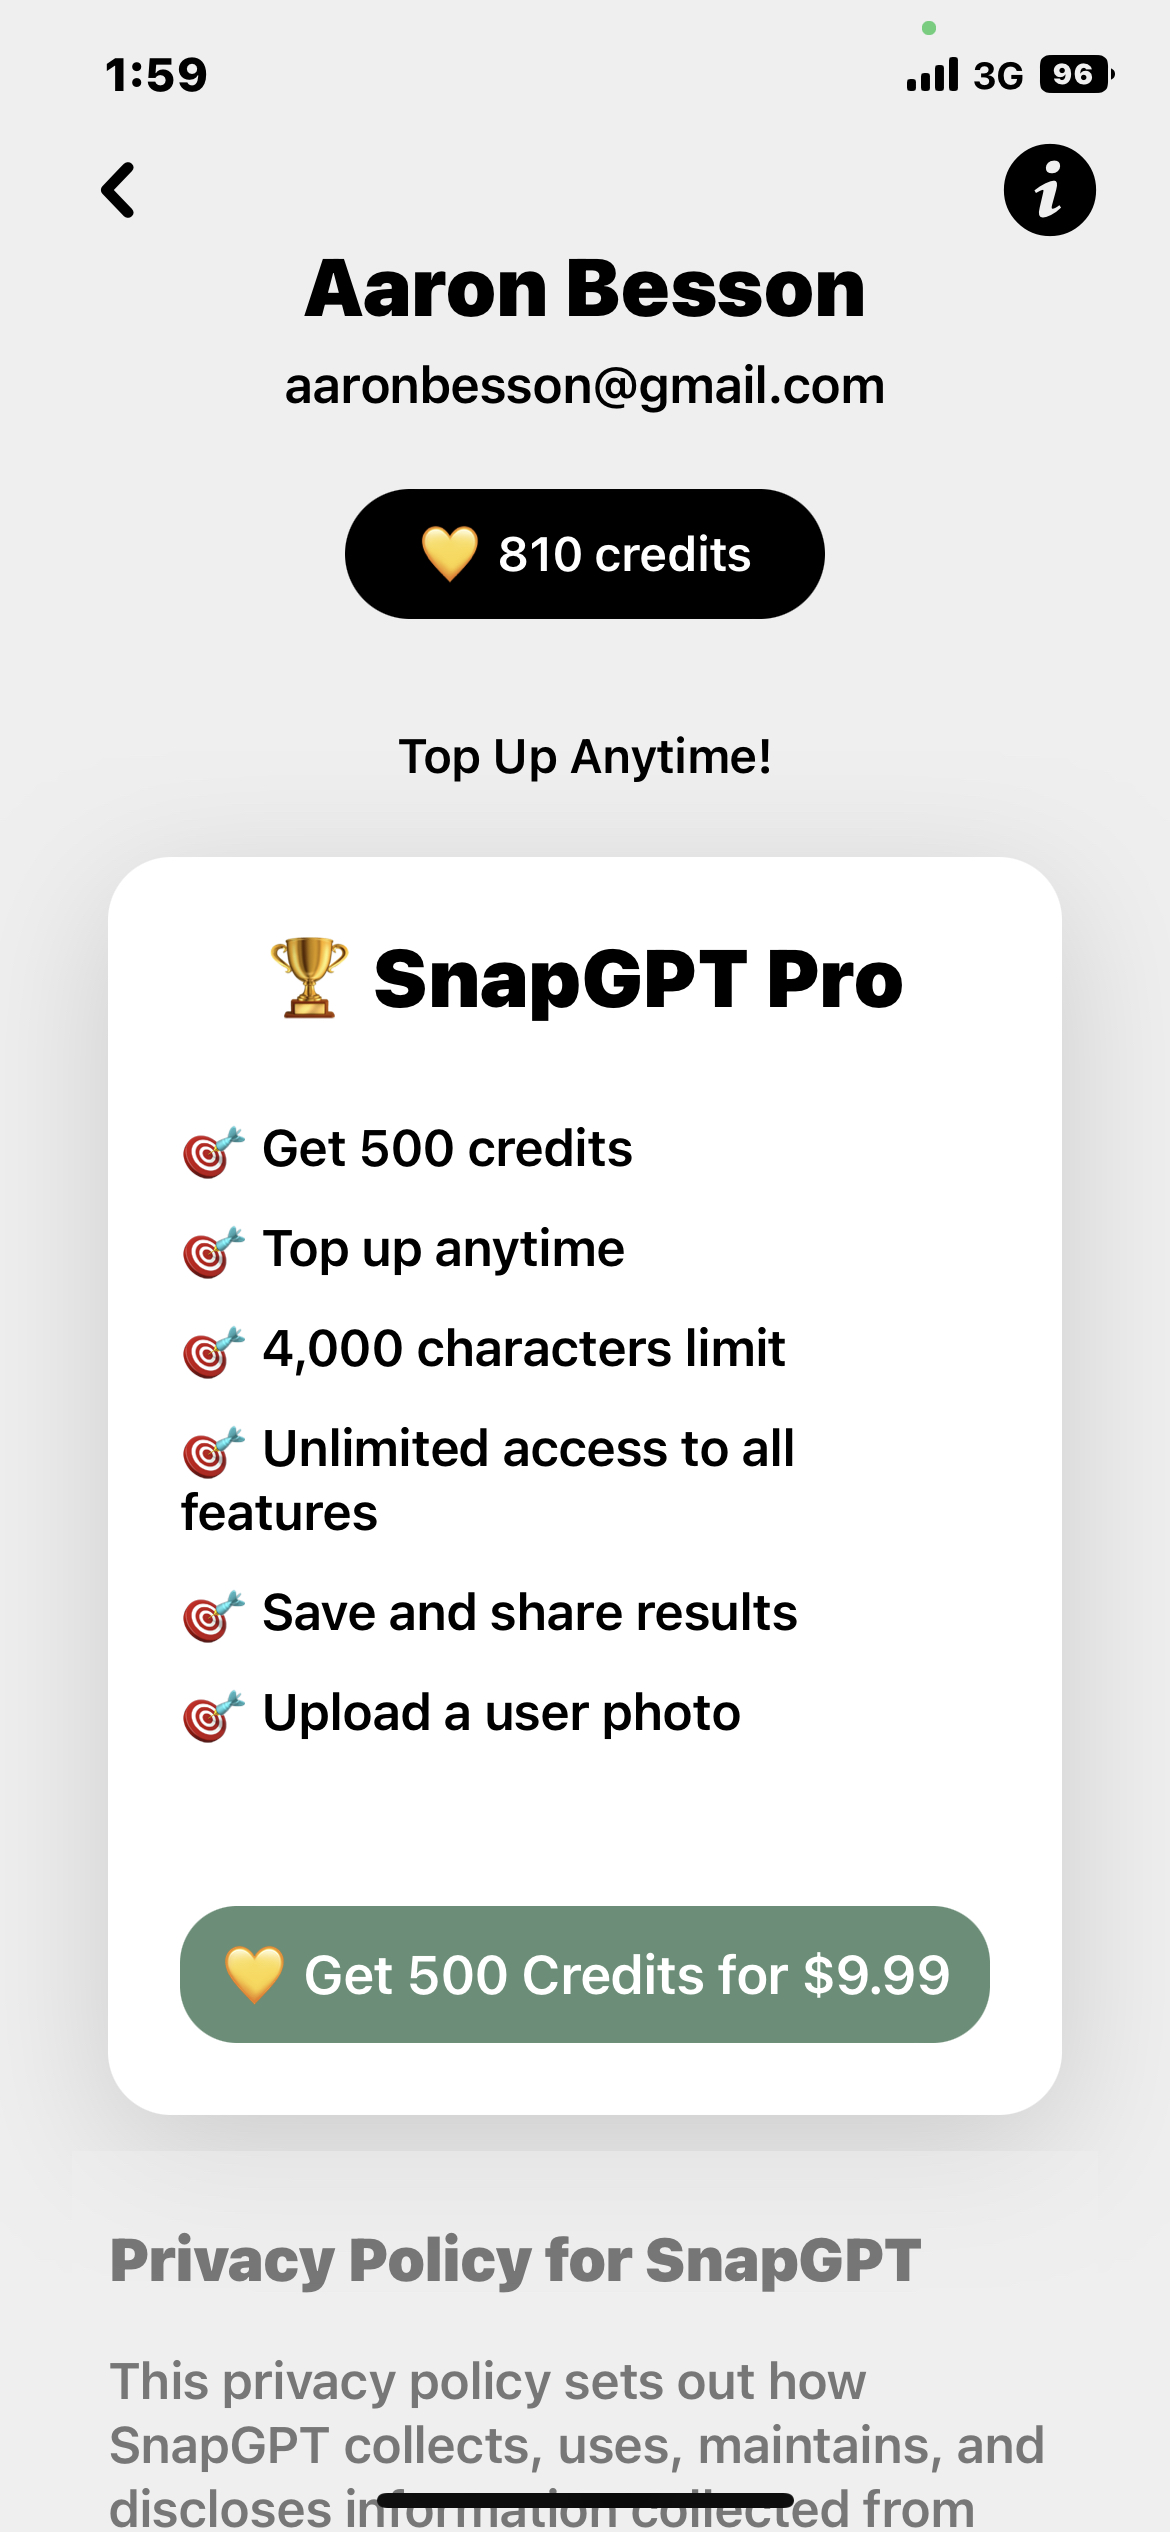 1:59
3G 96
Aaron Besson
aaronbesson@gmail.com
💛 810 credits
Top Up Anytime!
🏆 SnapGPT Pro
🎯 Get 500 credits
🎯 Top up anytime
🎯 4,000 characters limit
🎯 Unlimited access to all
features
🎯 Save and share results
🎯 Upload a user photo
💛 Get 500 Credits for $9.99
Privacy Policy for SnapGPT
This privacy policy sets out how
SnapGPT collects, uses, maintains, and
discloses information collected from